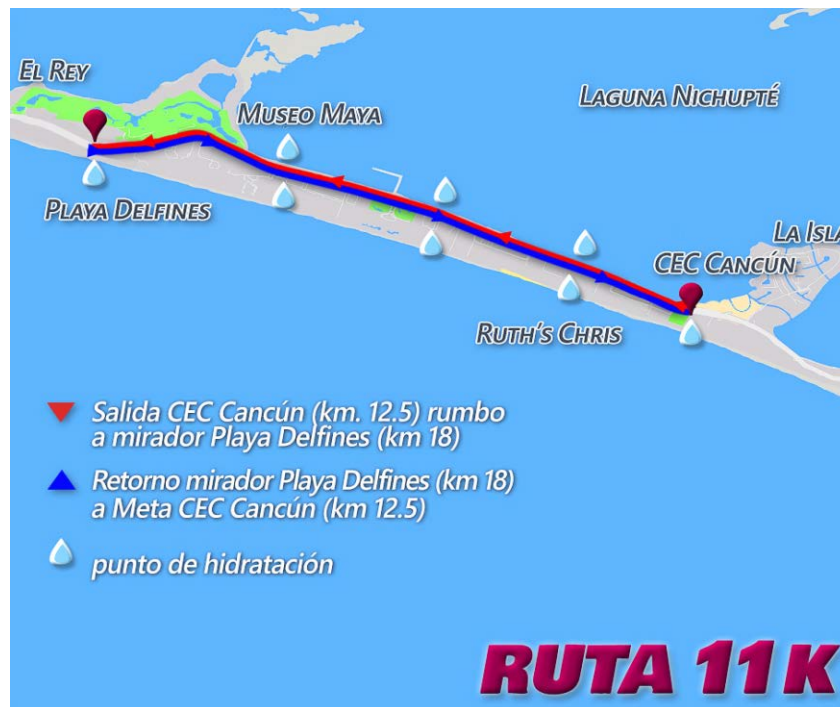 EL REY
MUSEO MAYA
LAGUNA NICHUPTÉ
PLAYA DELFINES
LA ISLA
CEC CANCÚN
RUTH'S CHRIS
Salida CEC Cancún (km. 12.5) rumbo
a mirador Playa Delfines (km 18)
Retorno mirador Playa Delfines (km 18)
a Meta CEC Cancún (km 12.5)
punto de hidratación
RUTA 11K